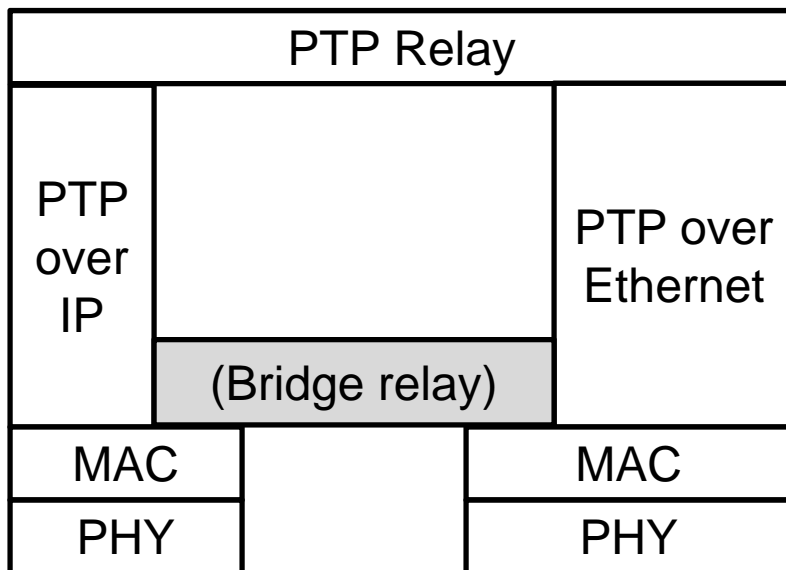 PTP Relay
PTP
over
IP
PTP over
Ethernet
(Bridge relay)
MAC
MAC
PHY
PHY